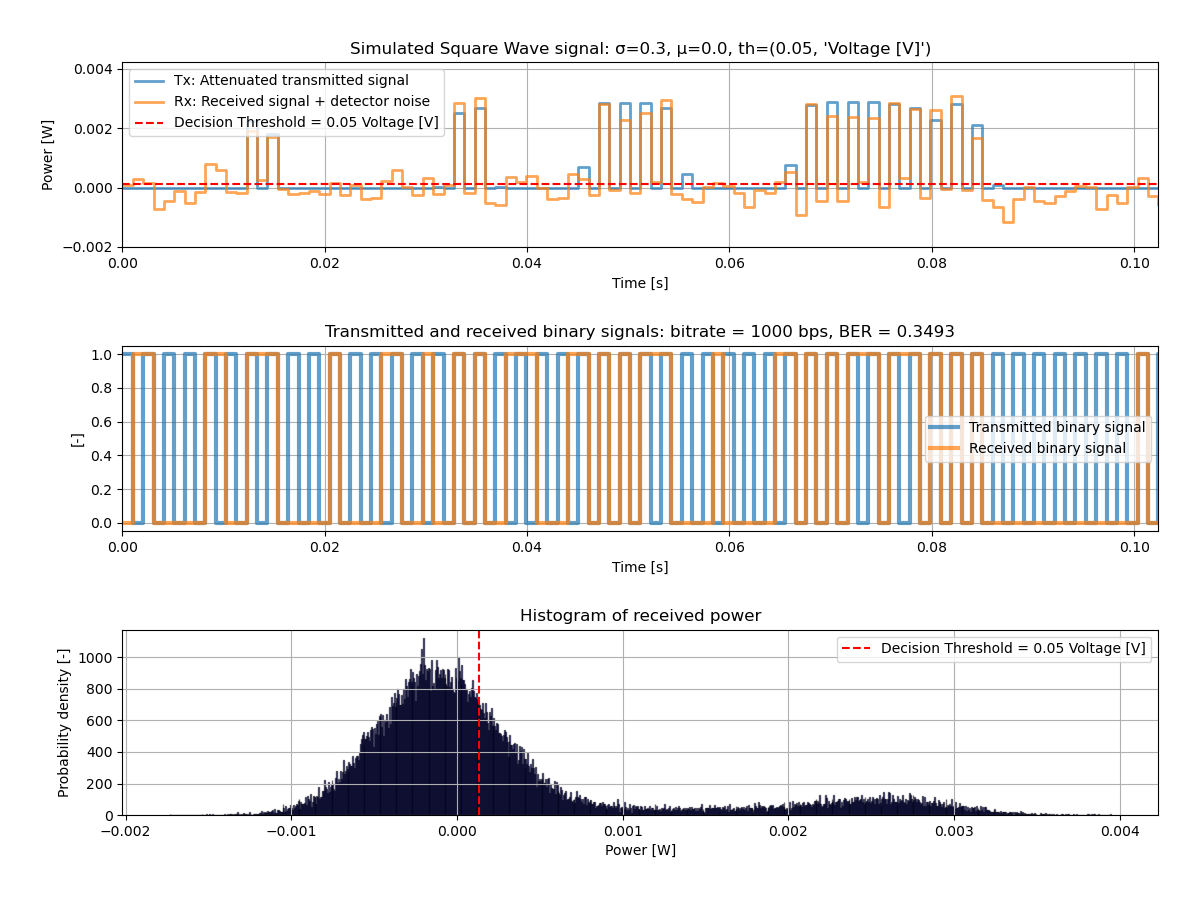 Simulated Square Wave signal: σ=0.3, μ=0.0, th=(0.05, 'Voltage [V]')
0.004
0.002
0.000
−0.002
Power [W]
Tx: Attenuated transmitted signal
Rx: Received signal + detector noise
Decision Threshold = 0.05 Voltage [V]
0.00 0.02 0.04 0.06 0.08 0.10
Time [s]
Transmitted and received binary signals: bitrate = 1000 bps, BER = 0.3493
1.0
0.8
0.6
0.4
0.2
0.0
[-]
Transmitted binary signal
Received binary signal
0.00 0.02 0.04 0.06 0.08 0.10
Time [s]
Histogram of received power
1000
800
600
400
200
0
Probability density [-]
Decision Threshold = 0.05 Voltage [V]
−0.002 −0.001 0.000 0.001 0.002 0.003 0.004
Power [W]